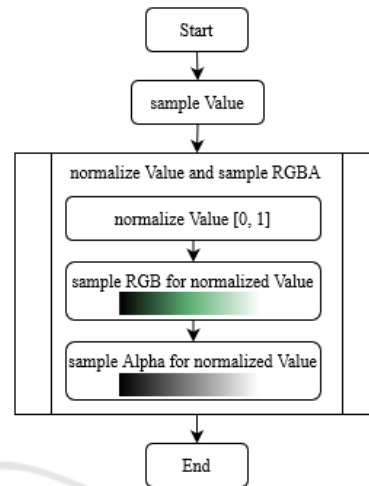 Start
sample Value
normalize Value and sample RGBA
normalize Value [0, 1]
sample RGB for normalized Value
sample Alpha for normalized Value
End